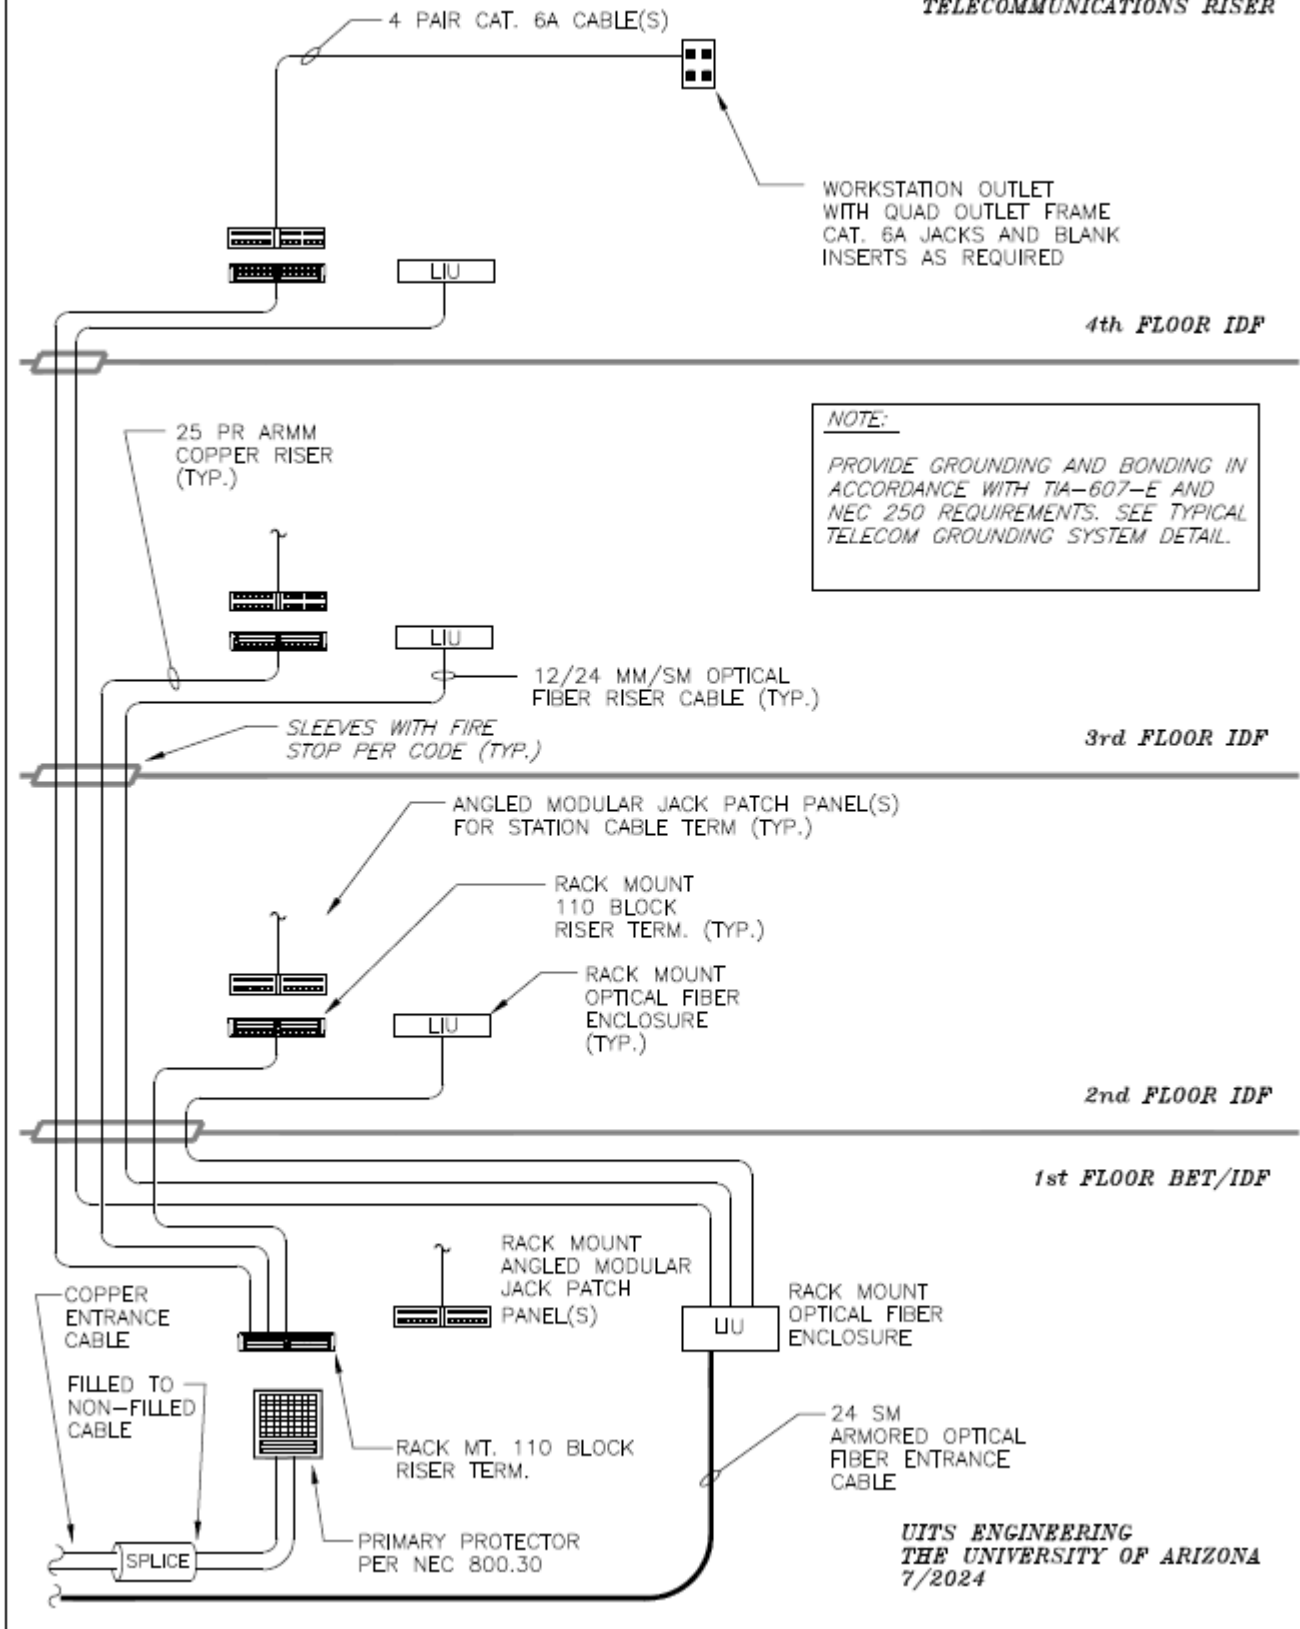 TELECOMMUNICATIONS RISER
4 PAIR CAT. 6A CABLE(S)
WORKSTATION OUTLET
WITH QUAD OUTLET FRAME
CAT. 6A JACKS AND BLANK
INSERTS AS REQUIRED
LIU
4th FLOOR IDF
NOTE:
PROVIDE GROUNDING AND BONDING IN
ACCORDANCE WITH TIA-607-E AND
NEC 250 REQUIREMENTS. SEE TYPICAL
TELECOM GROUNDING SYSTEM DETAIL.
25 PR ARMM
COPPER RISER
(TYP.)
LIU
12/24 MM/SM OPTICAL
FIBER RISER CABLE (TYP.)
SLEEVES WITH FIRE
STOP PER CODE (TYP.)
3rd FLOOR IDF
ANGLED MODULAR JACK PATCH PANEL(S)
FOR STATION CABLE TERM (TYP.)
RACK MOUNT
110 BLOCK
RISER TERM. (TYP.)
RACK MOUNT
OPTICAL FIBER
ENCLOSURE
(TYP.)
LIU
2nd FLOOR IDF
1st FLOOR BET/IDF
RACK MOUNT
ANGLED MODULAR
JACK PATCH
PANEL(S)
COPPER
ENTRANCE
CABLE
RACK MOUNT
OPTICAL FIBER
ENCLOSURE
LIU
FILLED TO
NON-FILLED
CABLE
RACK MT. 110 BLOCK
RISER TERM.
24 SM
ARMORED OPTICAL
FIBER ENTRANCE
CABLE
PRIMARY PROTECTOR
PER NEC 800.30
SPLICE
UITS ENGINEERING
THE UNIVERSITY OF ARIZONA
7/2024